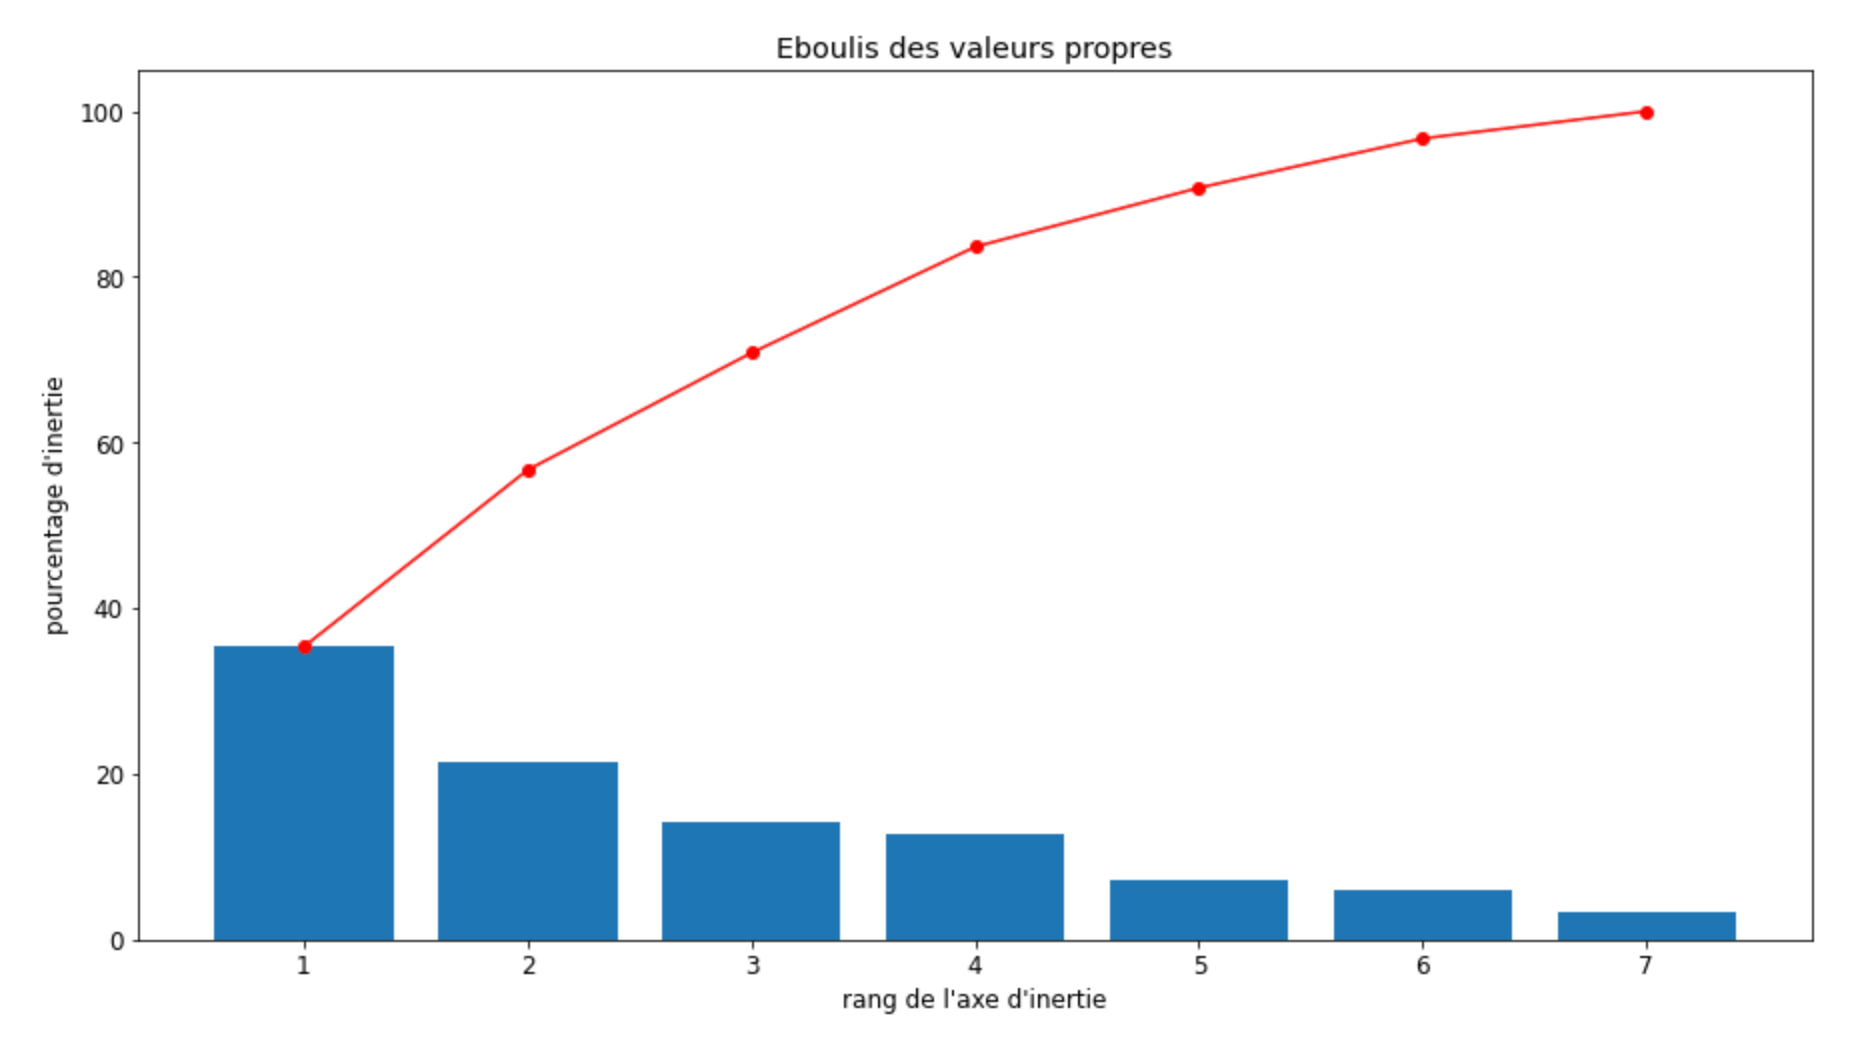 Eboulis des valeurs propres
100
80
60
40
20
0
pourcentage d'inertie
1 2 3 4 5 6 7
rang de l'axe d'inertie